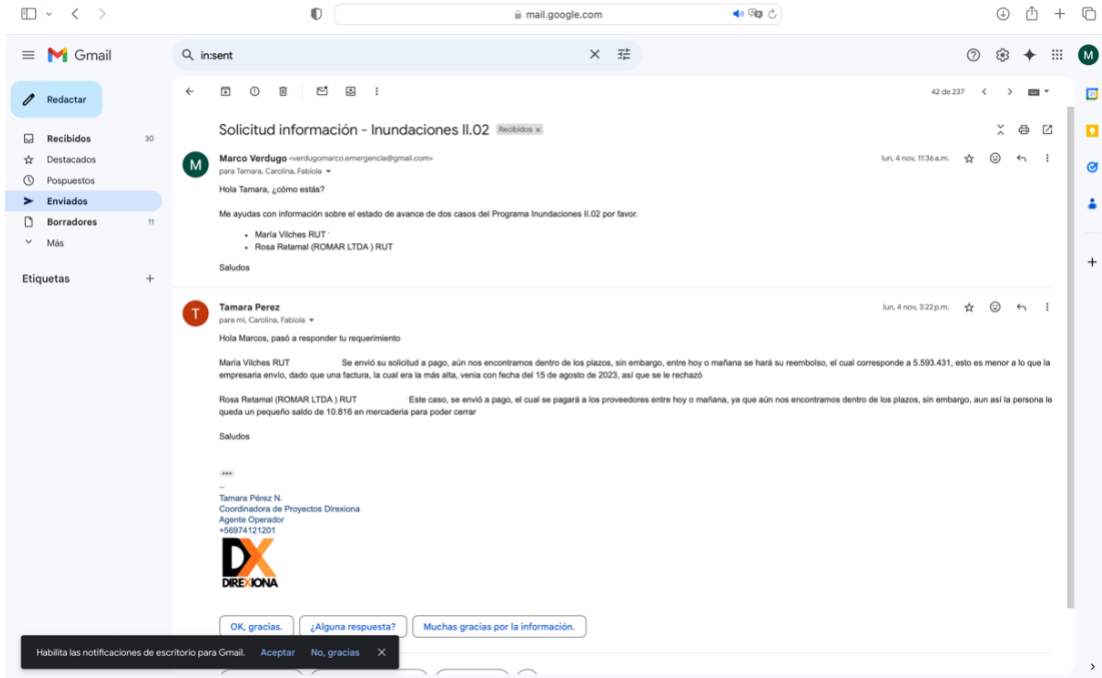 mail.google.com
Gmail
in:sent
M
Redactar
42 de 237
Recibidos 30
Destacados
Pospuestos
Enviados
Borradores 11
Más
Etiquetas
Solicitud información - Inundaciones II.02 Recibidos x
M
Marco Verdugo <verdugomarco.emergencia@gmail.com> lun, 4 nov, 11:36 a.m.
para Tamara, Carolina, Fabiola
Hola Tamara, ¿cómo estás?
Me ayudas con información sobre el estado de avance de dos casos del Programa Inundaciones II.02 por favor.
• María Vilches RUT
• Rosa Retamal (ROMAR LTDA ) RUT
Saludos
T
Tamara Perez lun, 4 nov, 3:22 p.m.
para mí, Carolina, Fabiola
Hola Marcos, pasó a responder tu requerimiento
María Vilches RUT Se envió su solicitud a pago, aún nos encontramos dentro de los plazos, sin embargo, entre hoy o mañana se hará su reembolso, el cual corresponde a 5.593.431, esto es menor a lo que la
empresaria envío, dado que una factura, la cual era la más alta, venia con fecha del 15 de agosto de 2023, así que se le rechazó
Rosa Retamal (ROMAR LTDA ) RUT Este caso, se envió a pago, el cual se pagará a los proveedores entre hoy o mañana, ya que aún nos encontramos dentro de los plazos, sin embargo, aun así la persona le
queda un pequeño saldo de 10.816 en mercadería para poder cerrar
Saludos
--
Tamara Pérez N.
Coordinadora de Proyectos Direxiona
Agente Operador
+56974121201
DX
DIREXIONA
OK, gracias. ¿Alguna respuesta? Muchas gracias por la información.
Habilita las notificaciones de escritorio para Gmail. Aceptar No, gracias